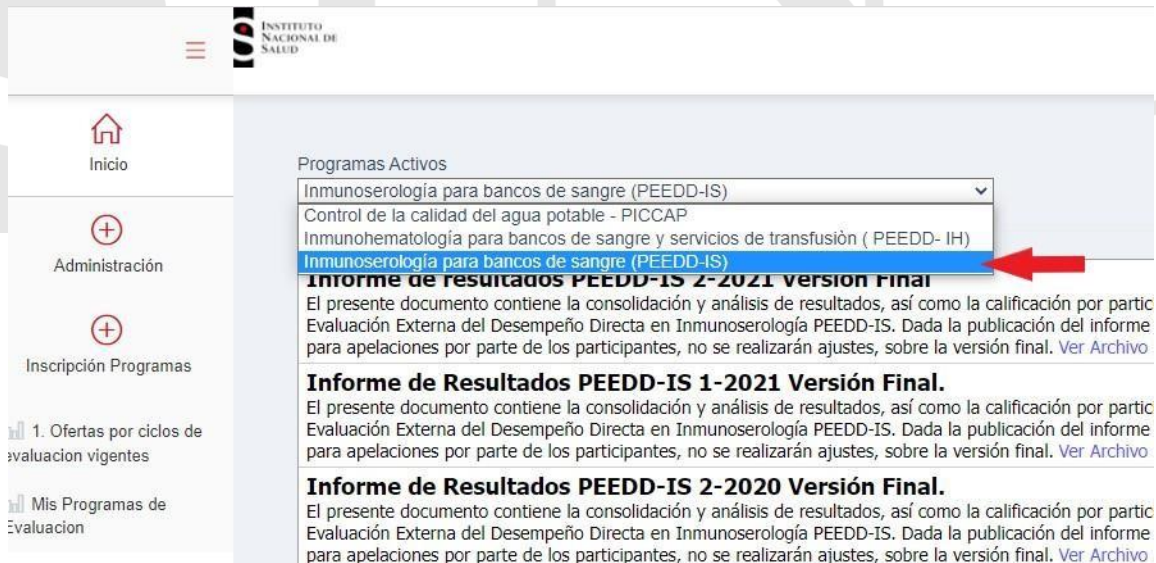 INSTITUTO
NACIONAL DE
SALUD
Inicio
Administración
Inscripción Programas
1. Ofertas por ciclos de
evaluacion vigentes
Mis Programas de
Evaluacion
Programas Activos
Inmunoserología para bancos de sangre (PEEDD-IS)
Control de la calidad del agua potable - PICCAP
Inmunohematología para bancos de sangre y servicios de transfusiòn ( PEEDD- IH)
Inmunoserología para bancos de sangre (PEEDD-IS)
Informe de resultados PEEDD-IS 2-2021 Versión Final
El presente documento contiene la consolidación y análisis de resultados, así como la calificación por partic
Evaluación Externa del Desempeño Directa en Inmunoserología PEEDD-IS. Dada la publicación del informe
para apelaciones por parte de los participantes, no se realizarán ajustes, sobre la versión final. Ver Archivo
Informe de Resultados PEEDD-IS 1-2021 Versión Final.
El presente documento contiene la consolidación y análisis de resultados, así como la calificación por partic
Evaluación Externa del Desempeño Directa en Inmunoserología PEEDD-IS. Dada la publicación del informe
para apelaciones por parte de los participantes, no se realizarán ajustes, sobre la versión final. Ver Archivo
Informe de Resultados PEEDD-IS 2-2020 Versión Final.
El presente documento contiene la consolidación y análisis de resultados, así como la calificación por partic
Evaluación Externa del Desempeño Directa en Inmunoserología PEEDD-IS. Dada la publicación del informe
para apelaciones por parte de los participantes, no se realizarán ajustes, sobre la versión final. Ver Archivo